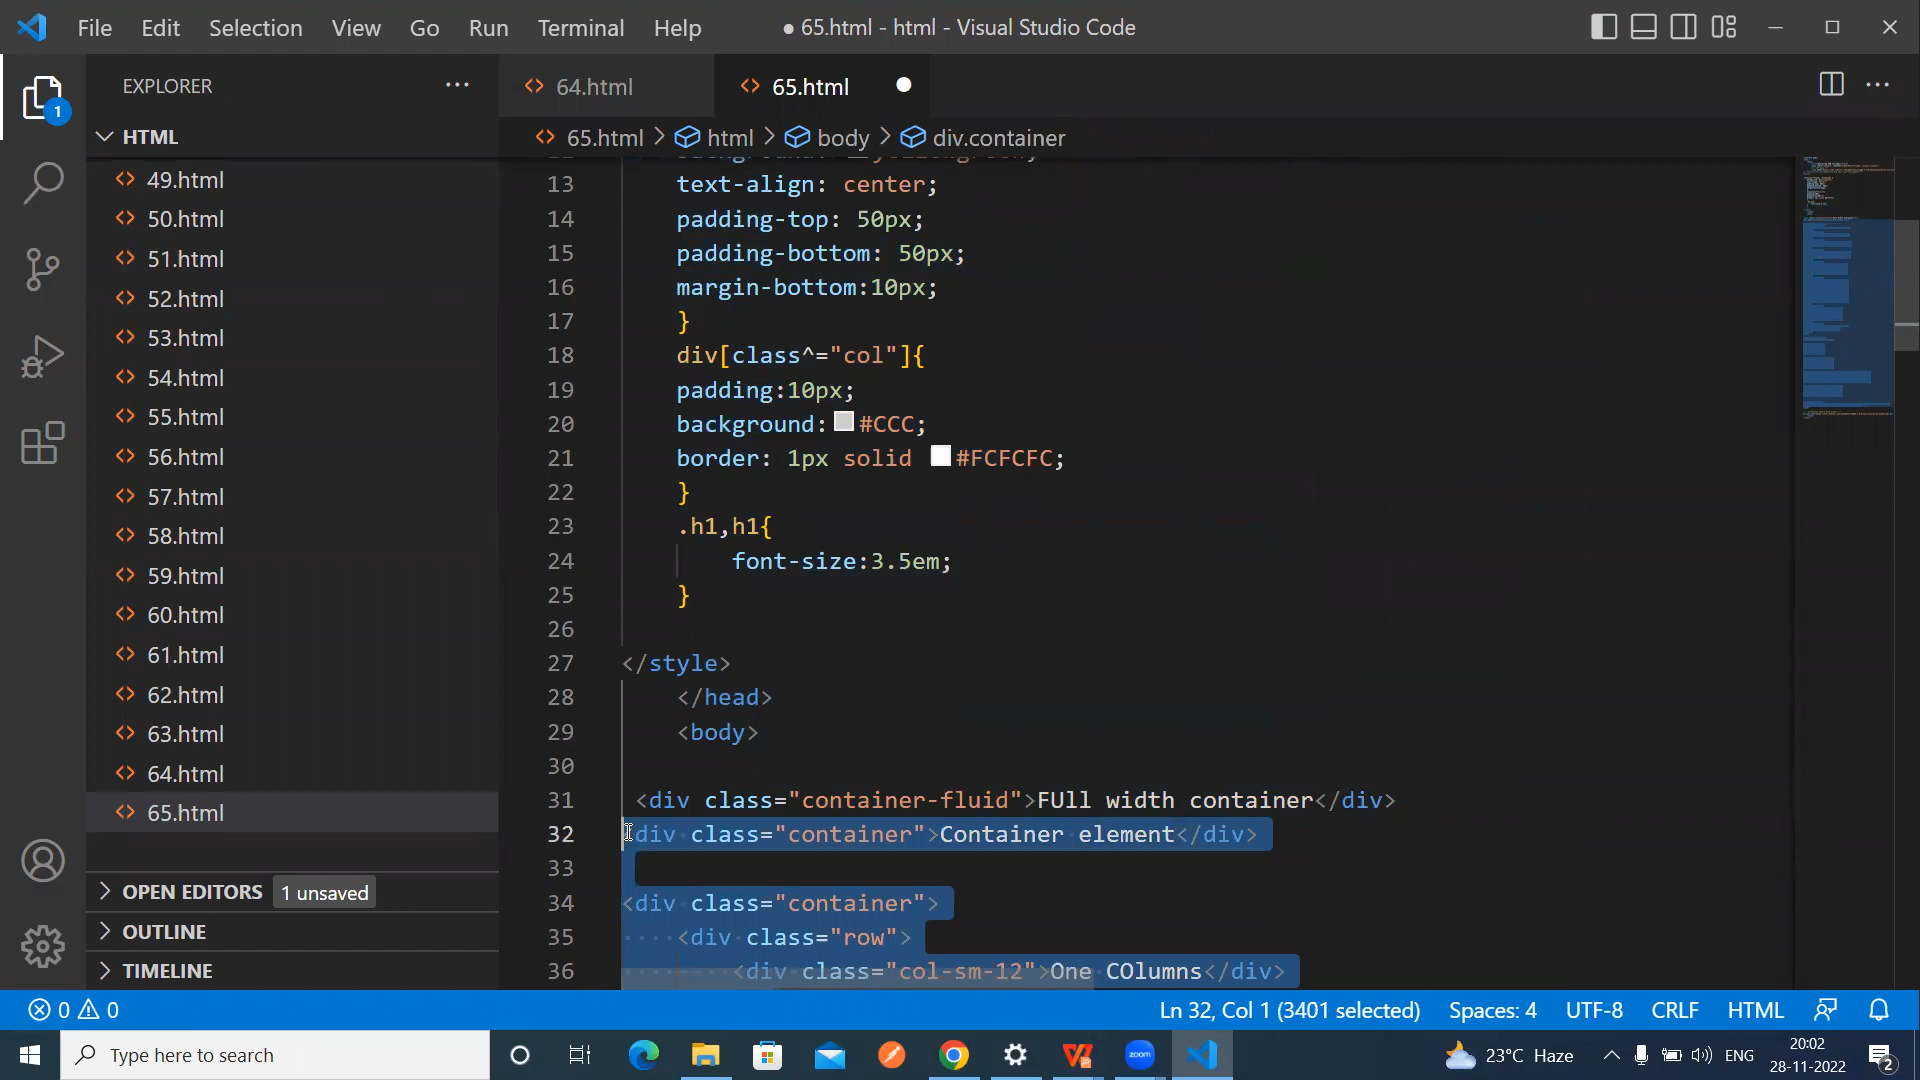 File Edit Selection View Go Run Terminal Help
● 65.html - html - Visual Studio Code
1
EXPLORER
HTML
49.html
50.html
51.html
52.html
53.html
54.html
55.html
56.html
57.html
58.html
59.html
60.html
61.html
62.html
63.html
64.html
65.html
OPEN EDITORS 1 unsaved
OUTLINE
TIMELINE
64.html 65.html
65.html > html > body > div.container
13 text-align: center;
14 padding-top: 50px;
15 padding-bottom: 50px;
16 margin-bottom:10px;
17 }
18 div[class^="col"]{
19 padding:10px;
20 background: #CCC;
21 border: 1px solid #FCFCFC;
22 }
23 .h1,h1{
24 font-size:3.5em;
25 }
26
27 </style>
28 </head>
29 <body>
30
31 <div class="container-fluid">FUll width container</div>
32 <div class="container">Container element</div>
33
34 <div class="container">
35 <div class="row">
36 <div class="col-sm-12">One COlumns</div>
0 0
Ln 32, Col 1 (3401 selected) Spaces: 4 UTF-8 CRLF HTML
Type here to search
zoom
23°C Haze
ENG
20:02
28-11-2022
2